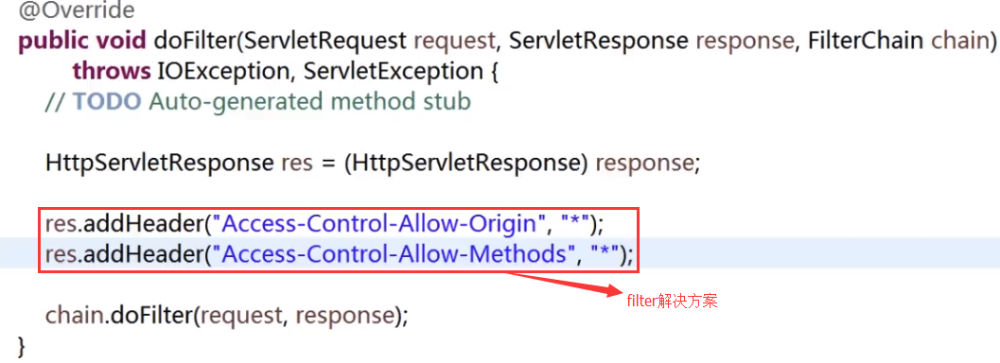 @Override
public void doFilter(ServletRequest request, ServletResponse response, FilterChain chain)
throws IOException, ServletException {
// TODO Auto-generated method stub
HttpServletResponse res = (HttpServletResponse) response;
res.addHeader("Access-Control-Allow-Origin", "*");
res.addHeader("Access-Control-Allow-Methods", "*");
filter解决方案
chain.doFilter(request, response);
}